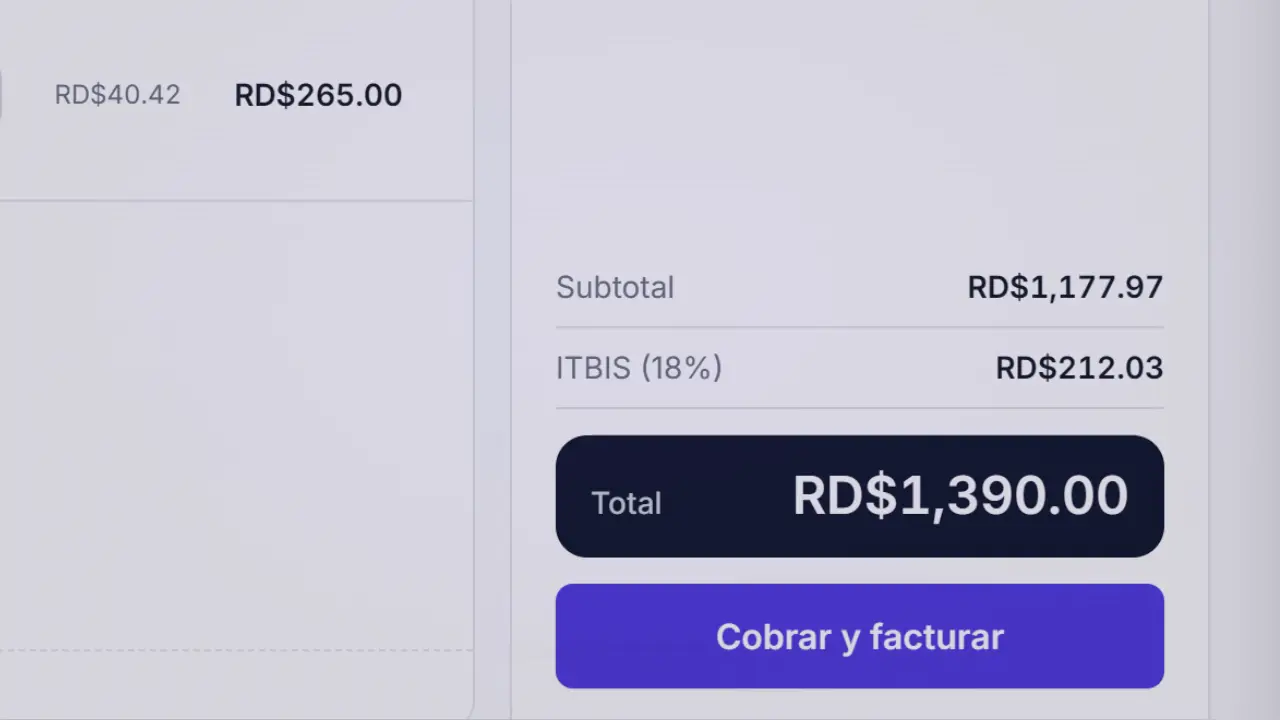 RD$40.42 RD$265.00
Subtotal RD$1,177.97
ITBIS (18%) RD$212.03
Total RD$1,390.00
Cobrar y facturar